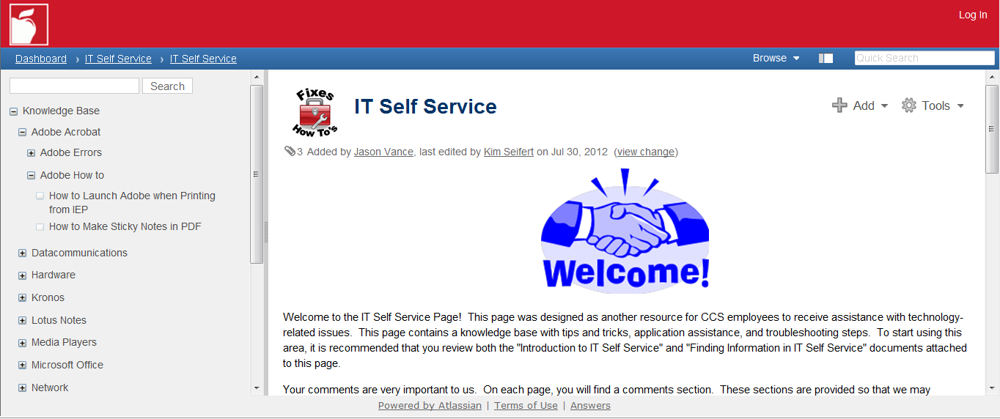 Log In
Dashboard › IT Self Service › IT Self Service
Browse
Quick Search
Search
Knowledge Base
Adobe Acrobat
Adobe Errors
Adobe How to
How to Launch Adobe when Printing
from IEP
How to Make Sticky Notes in PDF
Datacommunications
Hardware
Kronos
Lotus Notes
Media Players
Microsoft Office
Network
Fixes
How To's
IT Self Service
Add
Tools
3 Added by Jason Vance, last edited by Kim Seifert on Jul 30, 2012 (view change)
Welcome!
Welcome to the IT Self Service Page! This page was designed as another resource for CCS employees to receive assistance with technology-
related issues. This page contains a knowledge base with tips and tricks, application assistance, and troubleshooting steps. To start using this
area, it is recommended that you review both the "Introduction to IT Self Service" and "Finding Information in IT Self Service" documents attached
to this page.
Your comments are very important to us. On each page, you will find a comments section. These sections are provided so that we may
Powered by Atlassian | Terms of Use | Answers